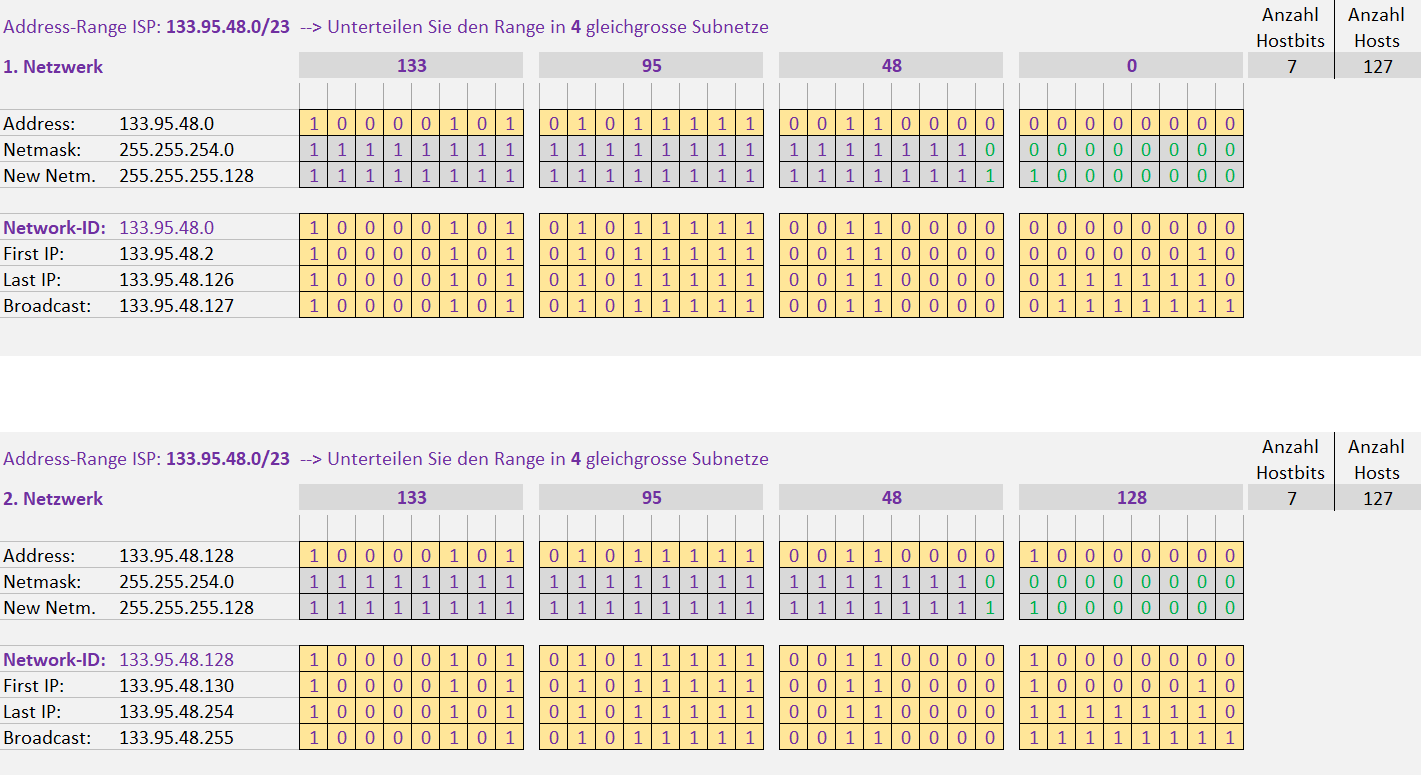 Address-Range ISP: 133.95.48.0/23 --> Unterteilen Sie den Range in 4 gleichgrosse Subnetze Anzahl Hostbits Anzahl Hosts
1. Netzwerk 133 95 48 0 7 127
Address: 133.95.48.0 1 0 0 0 0 1 0 1 0 1 0 1 1 1 1 1 0 0 1 1 0 0 0 0 0 0 0 0 0 0 0 0
Netmask: 255.255.254.0 1 1 1 1 1 1 1 1 1 1 1 1 1 1 1 1 1 1 1 1 1 1 1 0 0 0 0 0 0 0 0 0
New Netm. 255.255.255.128 1 1 1 1 1 1 1 1 1 1 1 1 1 1 1 1 1 1 1 1 1 1 1 1 1 0 0 0 0 0 0 0
Network-ID: 133.95.48.0 1 0 0 0 0 1 0 1 0 1 0 1 1 1 1 1 0 0 1 1 0 0 0 0 0 0 0 0 0 0 0 0
First IP: 133.95.48.2 1 0 0 0 0 1 0 1 0 1 0 1 1 1 1 1 0 0 1 1 0 0 0 0 0 0 0 0 0 0 1 0
Last IP: 133.95.48.126 1 0 0 0 0 1 0 1 0 1 0 1 1 1 1 1 0 0 1 1 0 0 0 0 0 1 1 1 1 1 1 0
Broadcast: 133.95.48.127 1 0 0 0 0 1 0 1 0 1 0 1 1 1 1 1 0 0 1 1 0 0 0 0 0 1 1 1 1 1 1 1
Address-Range ISP: 133.95.48.0/23 --> Unterteilen Sie den Range in 4 gleichgrosse Subnetze Anzahl Hostbits Anzahl Hosts
2. Netzwerk 133 95 48 128 7 127
Address: 133.95.48.128 1 0 0 0 0 1 0 1 0 1 0 1 1 1 1 1 0 0 1 1 0 0 0 0 1 0 0 0 0 0 0 0
Netmask: 255.255.254.0 1 1 1 1 1 1 1 1 1 1 1 1 1 1 1 1 1 1 1 1 1 1 1 0 0 0 0 0 0 0 0 0
New Netm. 255.255.255.128 1 1 1 1 1 1 1 1 1 1 1 1 1 1 1 1 1 1 1 1 1 1 1 1 1 0 0 0 0 0 0 0
Network-ID: 133.95.48.128 1 0 0 0 0 1 0 1 0 1 0 1 1 1 1 1 0 0 1 1 0 0 0 0 1 0 0 0 0 0 0 0
First IP: 133.95.48.130 1 0 0 0 0 1 0 1 0 1 0 1 1 1 1 1 0 0 1 1 0 0 0 0 1 0 0 0 0 0 1 0
Last IP: 133.95.48.254 1 0 0 0 0 1 0 1 0 1 0 1 1 1 1 1 0 0 1 1 0 0 0 0 1 1 1 1 1 1 1 0
Broadcast: 133.95.48.255 1 0 0 0 0 1 0 1 0 1 0 1 1 1 1 1 0 0 1 1 0 0 0 0 1 1 1 1 1 1 1 1